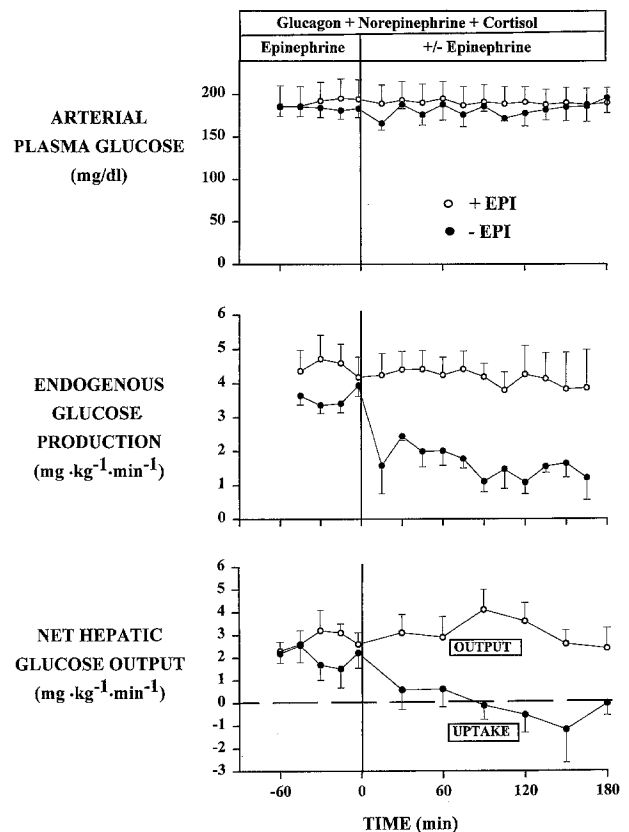 Glucagon + Norepinephrine + Cortisol
Epinephrine
+/- Epinephrine
ARTERIAL
PLASMA GLUCOSE
(mg/dl)
200
150
100
50
0
+ EPI
- EPI
ENDOGENOUS
GLUCOSE
PRODUCTION
(mg ·kg-1·min-1)
6
5
4
3
2
1
0
NET HEPATIC
GLUCOSE OUTPUT
(mg ·kg-1·min-1)
6
5
4
3
2
1
0
-1
-2
-3
OUTPUT
UPTAKE
-60
0
60
120
180
TIME (min)